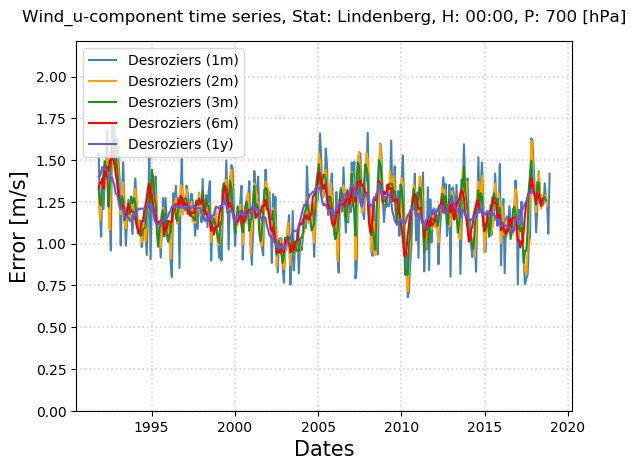 Wind_u-component time series, Stat: Lindenberg, H: 00:00, P: 700 [hPa]
Desroziers (1m)
Desroziers (2m)
Desroziers (3m)
Desroziers (6m)
Desroziers (1y)
Error [m/s]
2.00
1.75
1.50
1.25
1.00
0.75
0.50
0.25
0.00
1995 2000 2005 2010 2015 2020
Dates